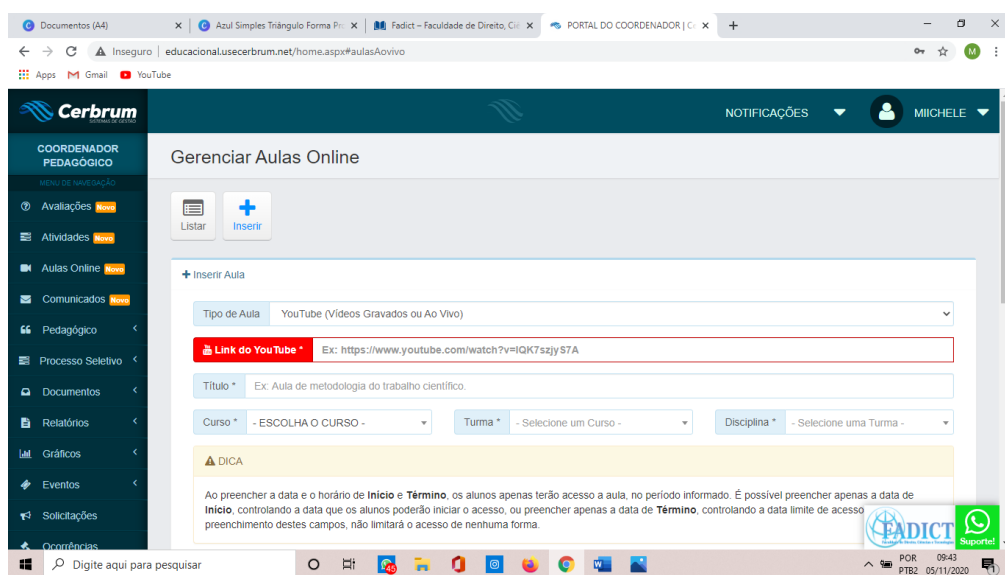 Documentos (A4)
Azul Simples Triângulo Forma Pr
Fadict – Faculdade de Direito, Ciê
PORTAL DO COORDENADOR | Ce
Inseguro | educacional.usecerbrum.net/home.aspx#aulasAovivo
M
Apps Gmail YouTube
Cerbrum
SISTEMAS DE GESTÃO
NOTIFICAÇÕES
MIICHELE
COORDENADOR
PEDAGÓGICO
MENU DE NAVEGAÇÃO
Avaliações Novo
Atividades Novo
Aulas Online Novo
Comunicados Novo
Pedagógico
Processo Seletivo
Documentos
Relatórios
Gráficos
Eventos
Solicitações
Ocorrências
Gerenciar Aulas Online
Listar
Inserir
Inserir Aula
Tipo de Aula YouTube (Vídeos Gravados ou Ao Vivo)
Link do YouTube * Ex: https://www.youtube.com/watch?v=IQK7szjyS7A
Título * Ex: Aula de metodologia do trabalho científico.
Curso * - ESCOLHA O CURSO - Turma * - Selecione um Curso - Disciplina * - Selecione uma Turma -
DICA
Ao preencher a data e o horário de Início e Término, os alunos apenas terão acesso a aula, no período informado. É possível preencher apenas a data de
Início, controlando a data que os alunos poderão iniciar o acesso, ou preencher apenas a data de Término, controlando a data limite de acesso
preenchimento destes campos, não limitará o acesso de nenhuma forma.
FADICT
Suporte!
Digite aqui para pesquisar
45
POR
PTB2
09:43
05/11/2020
1